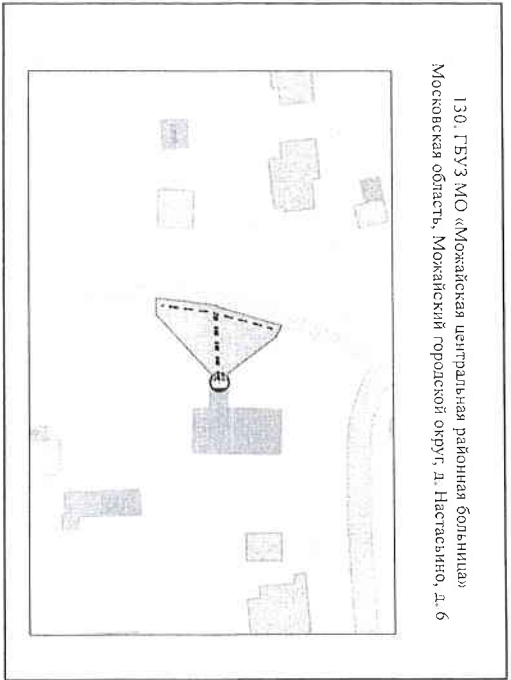 130. ГБУЗ МО «Можайская центральная районная больница»
Московская область, Можайский городской округ, д. Настасьино, д. 6